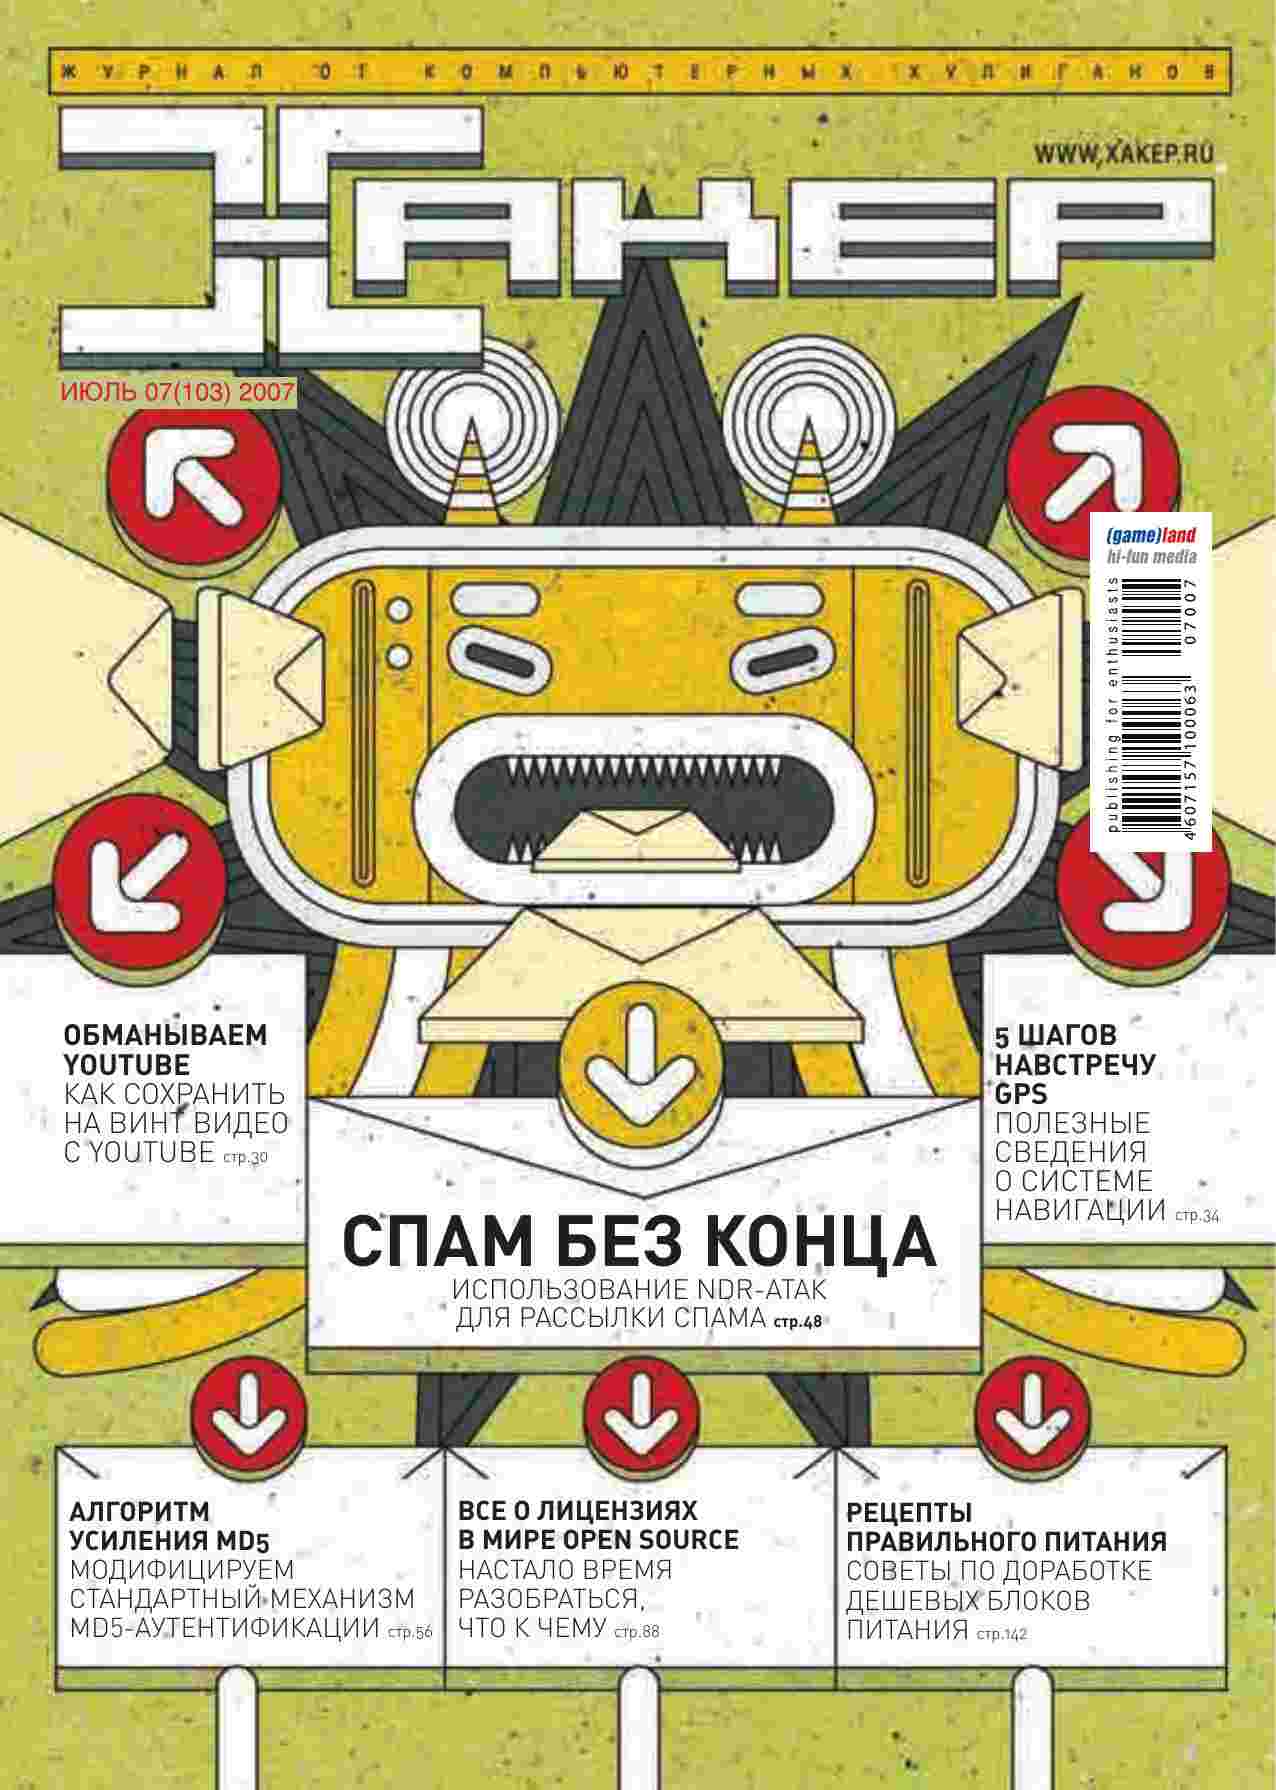 ЖУРНАЛ ОТ КОМПЬЮТЕРНЫХ ХУЛИГАНОВ
WWW.XAKEP.RU
ХАКЕР
ИЮЛЬ 07(103) 2007
(game)land
hi-fun media
publishing for enthusiasts
07007
4607157100063
ОБМАНЫВАЕМ
YOUTUBE
КАК СОХРАНИТЬ
НА ВИНТ ВИДЕО
С YOUTUBE стр.30
5 ШАГОВ
НАВСТРЕЧУ
GPS
ПОЛЕЗНЫЕ
СВЕДЕНИЯ
О СИСТЕМЕ
НАВИГАЦИИ стр.34
СПАМ БЕЗ КОНЦА
ИСПОЛЬЗОВАНИЕ NDR-АТАК
ДЛЯ РАССЫЛКИ СПАМА стр.48
АЛГОРИТМ
УСИЛЕНИЯ MD5
МОДИФИЦИРУЕМ
СТАНДАРТНЫЙ МЕХАНИЗМ
MD5-АУТЕНТИФИКАЦИИ стр.56
ВСЕ О ЛИЦЕНЗИЯХ
В МИРЕ OPEN SOURCE
НАСТАЛО ВРЕМЯ
РАЗОБРАТЬСЯ,
ЧТО К ЧЕМУ стр.88
РЕЦЕПТЫ
ПРАВИЛЬНОГО ПИТАНИЯ
СОВЕТЫ ПО ДОРАБОТКЕ
ДЕШЕВЫХ БЛОКОВ
ПИТАНИЯ стр.142